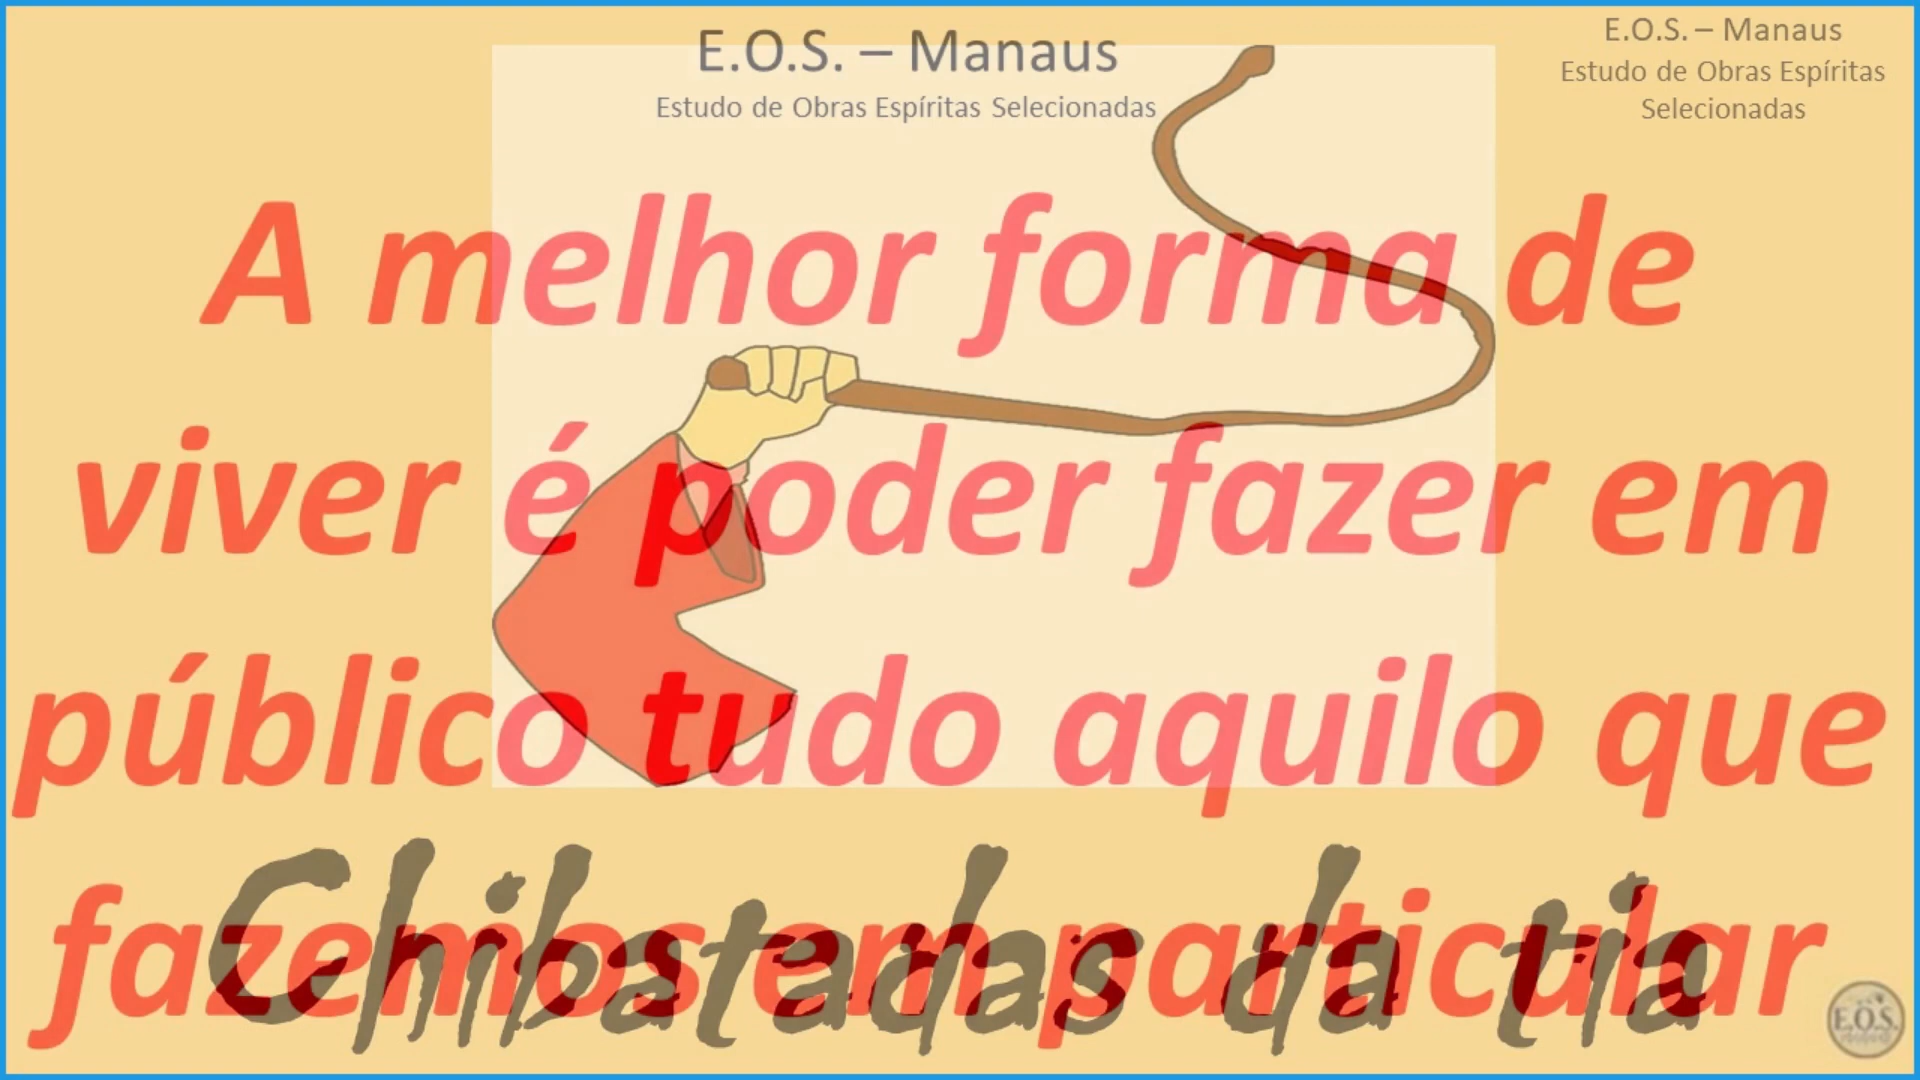 E.O.S. – Manaus
Estudo de Obras Espíritas Selecionadas
E.O.S. – Manaus
Estudo de Obras Espíritas
Selecionadas
A melhor forma de
viver é poder fazer em
público tudo aquilo que
fazemos em particular
Chibatadas da tia
E.O.S.